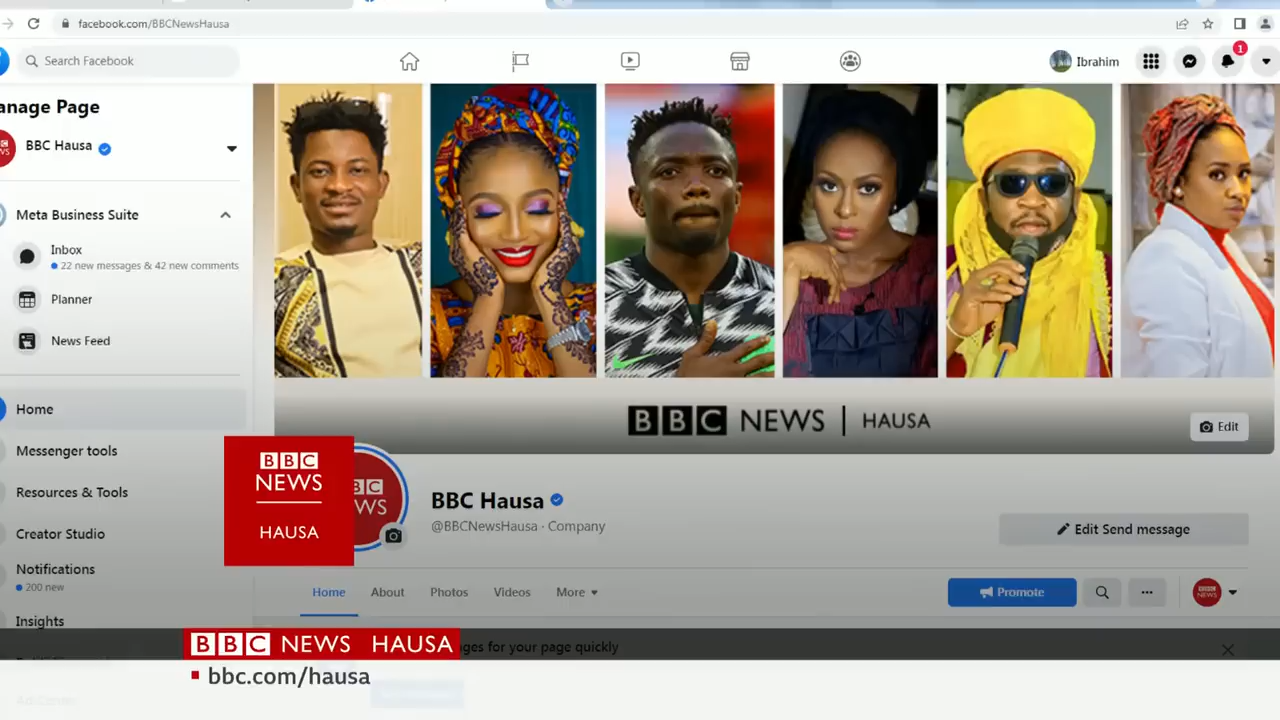 facebook.com/BBCNewsHausa
Search Facebook
Ibrahim
1
anage Page
BBC Hausa
Meta Business Suite
Inbox
22 new messages & 42 new comments
Planner
News Feed
Home
Messenger tools
Resources & Tools
Creator Studio
Notifications
200 new
Insights
BBC NEWS | HAUSA
Edit
BBC
NEWS
HAUSA
BBC Hausa
@BBCNewsHausa · Company
Edit Send message
Home About Photos Videos More
Promote
ges for your page quickly
BBC NEWS HAUSA
bbc.com/hausa